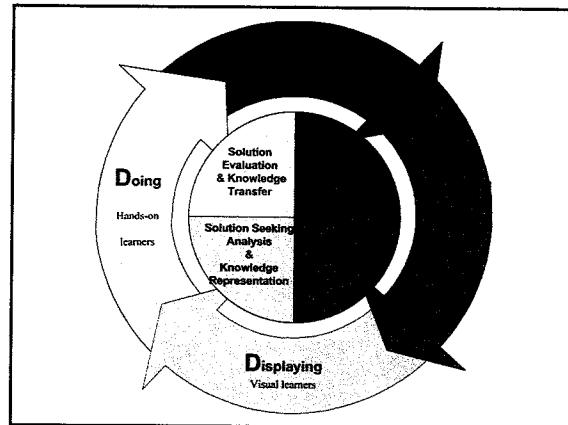 Solution
Evaluation
& Knowledge
Transfer
Doing
Hands-on
learners
Solution Seeking
Analysis
&
Knowledge
Representation
Displaying
Visual learners